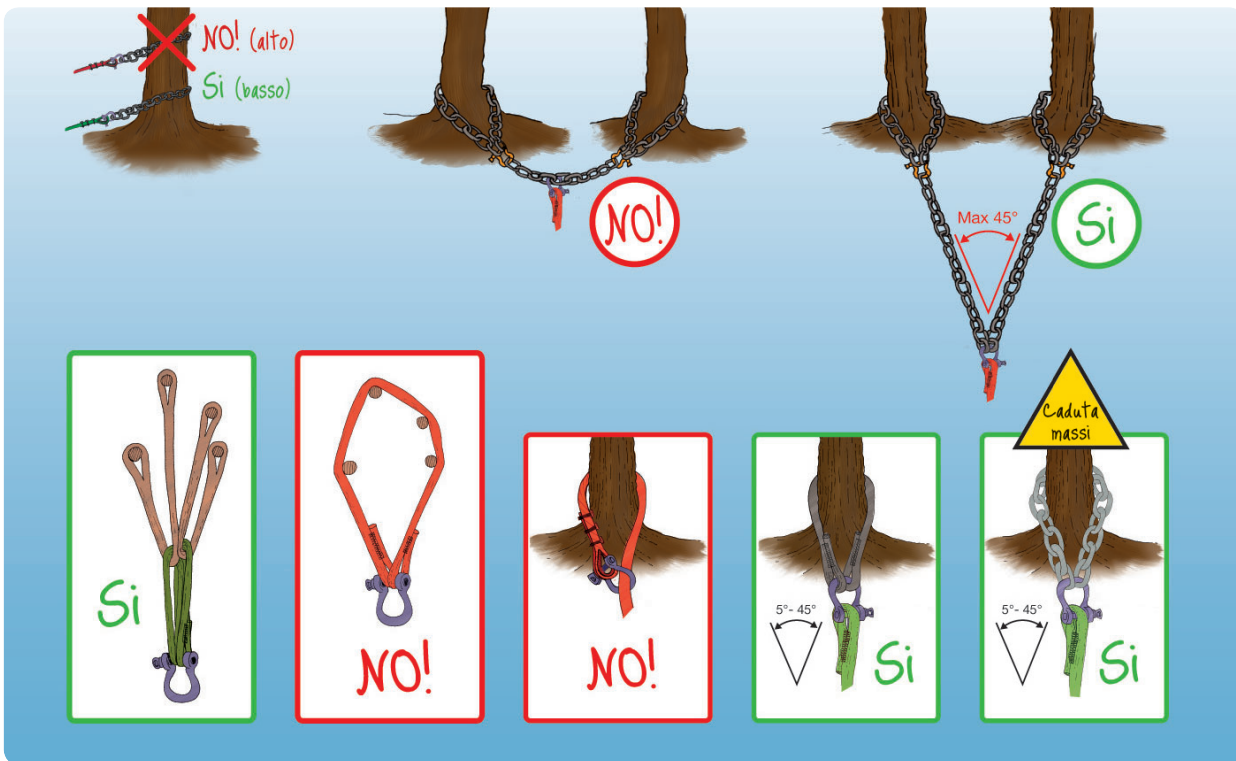 NO! (alto)
Si (basso)
NO!
Max 45°
Si
Si
NO!
NO!
5°- 45°
Si
Caduta
massi
5°- 45°
Si